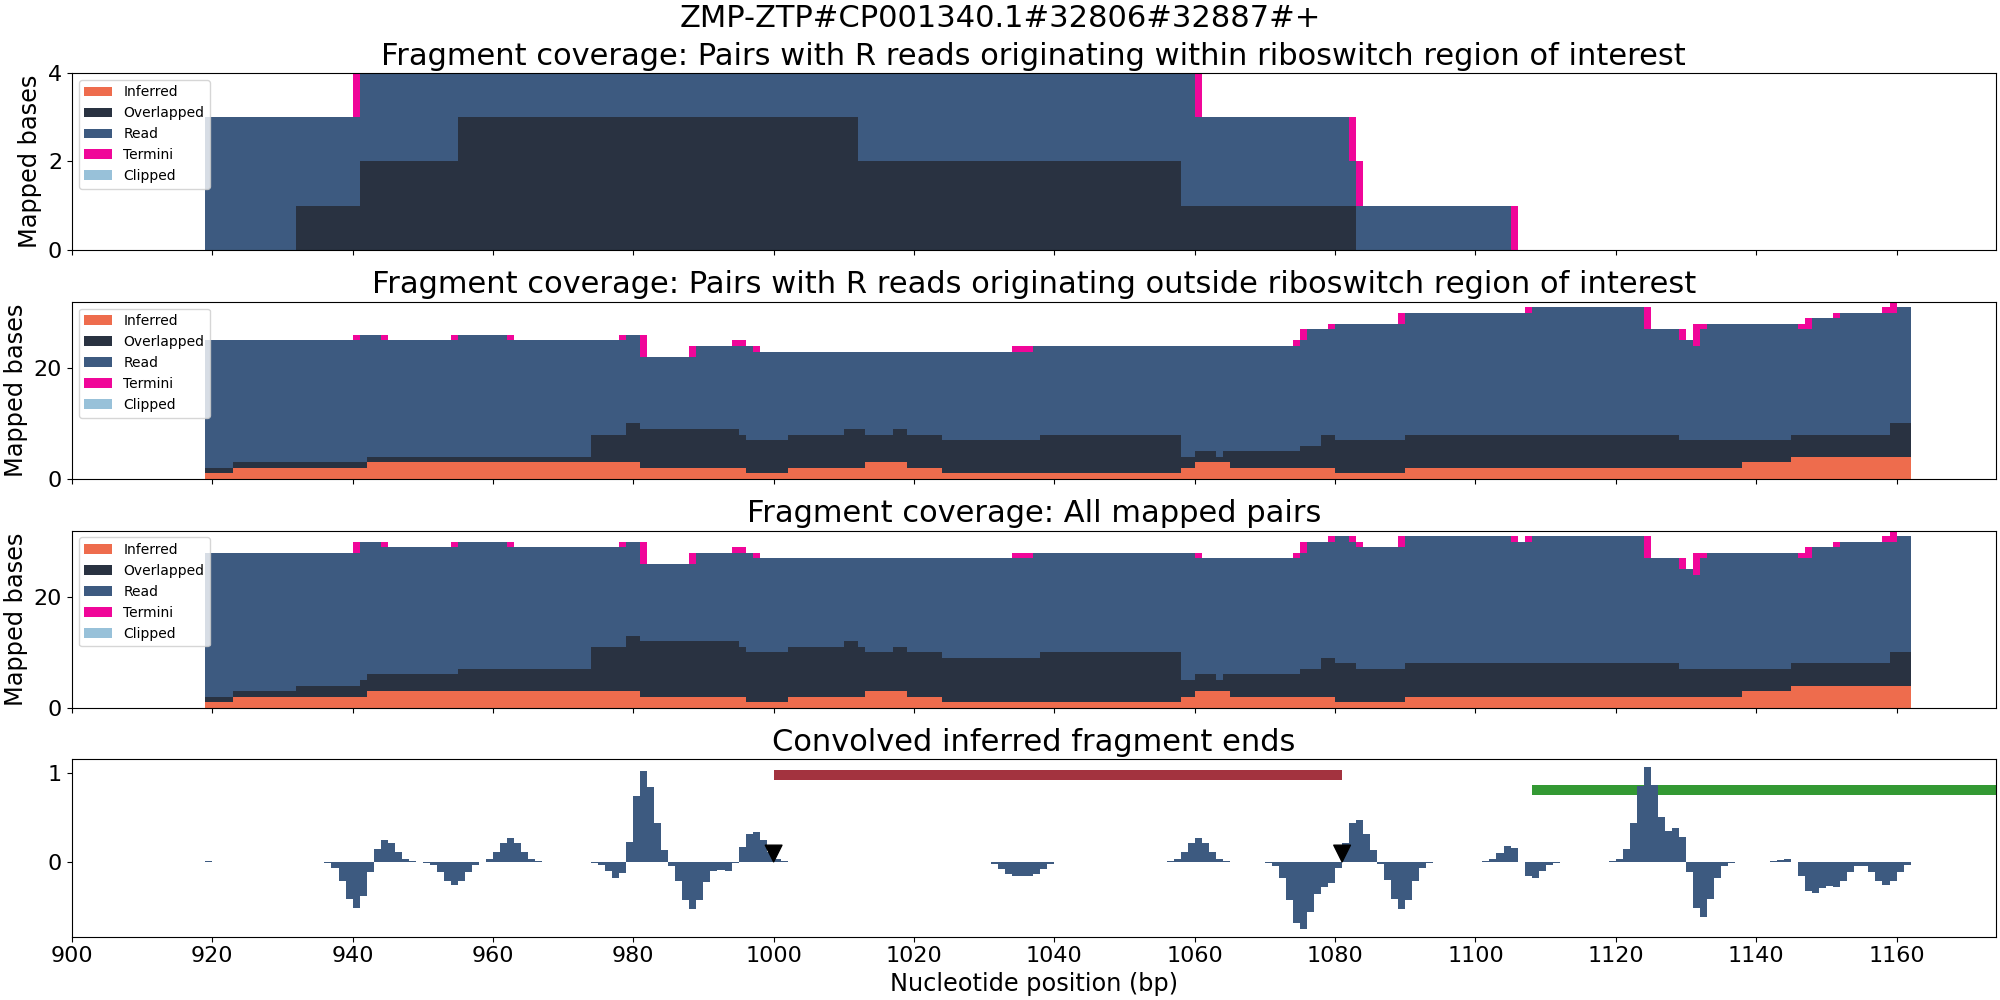 ZMP-ZTP#CP001340.1#32806#32887#+
Fragment coverage: Pairs with R reads originating within riboswitch region of interest
Mapped bases
4
2
0
Inferred
Overlapped
Read
Termini
Clipped
Fragment coverage: Pairs with R reads originating outside riboswitch region of interest
Mapped bases
20
0
Inferred
Overlapped
Read
Termini
Clipped
Fragment coverage: All mapped pairs
Mapped bases
20
0
Inferred
Overlapped
Read
Termini
Clipped
Convolved inferred fragment ends
1
0
900 920 940 960 980 1000 1020 1040 1060 1080 1100 1120 1140 1160
Nucleotide position (bp)